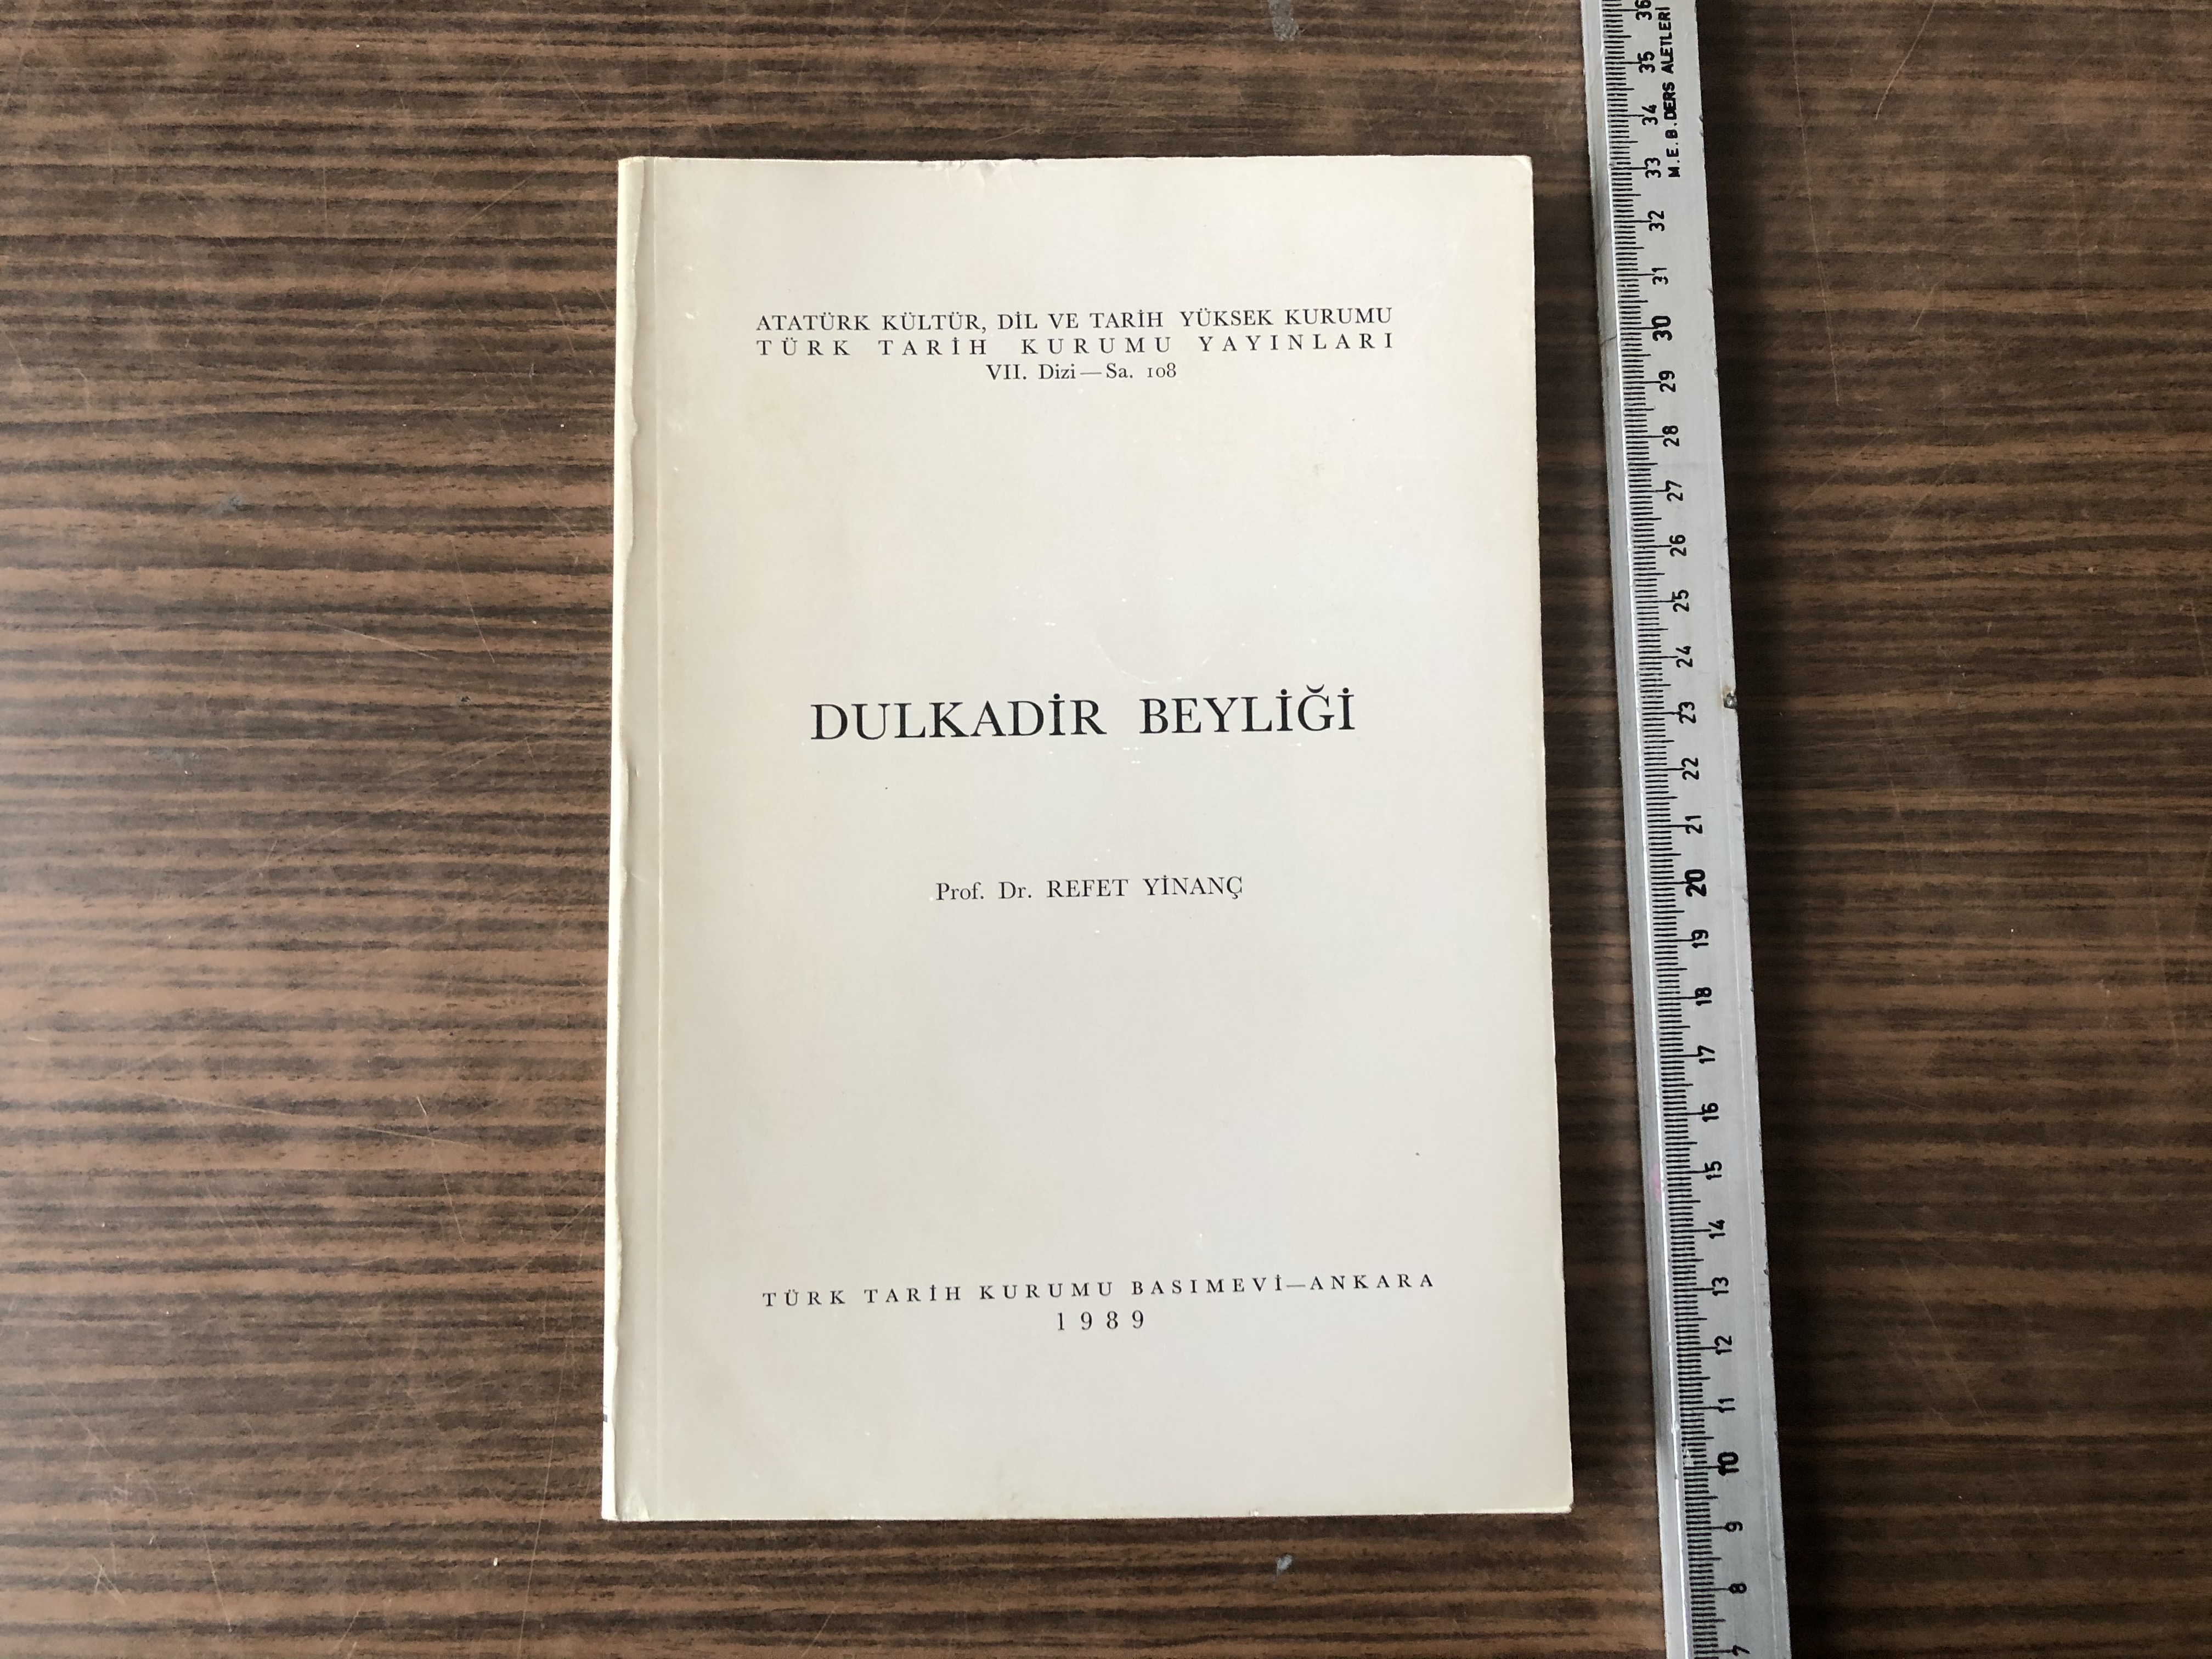 ATATÜRK KÜLTÜR, DİL VE TARİH YÜKSEK KURUMU
TÜRK TARİH KURUMU YAYINLARI
VII. Dizi—Sa. 108
DULKADİR BEYLİĞİ
Prof. Dr. REFET YİNANÇ
TÜRK TARİH KURUMU BASIMEVİ—ANKARA
1989
7 8 9 10 11 12 13 14 15 16 17 18 19 20 21 22 23 24 25 26 27 28 29 30 31 32 33 34 35 36
M.E.B. DERS ALETLERİ